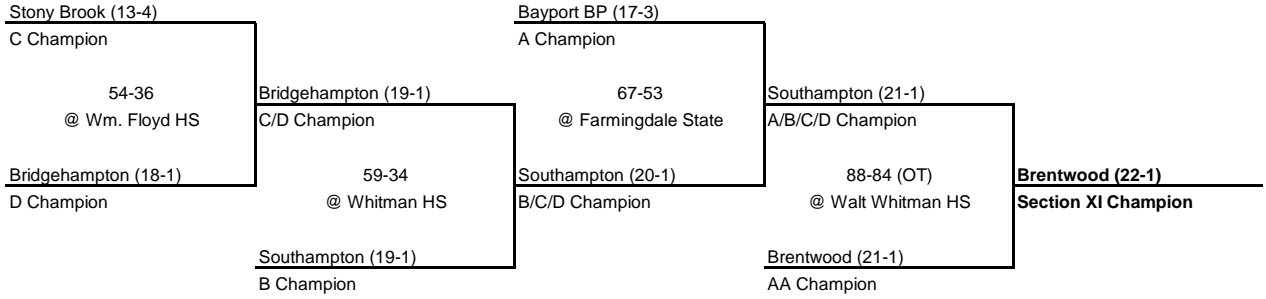 Stony Brook (13-4)
Bayport BP (17-3)
C Champion
A Champion
54-36
Bridgehampton (19-1)
67-53
Southampton (21-1)
@ Wm. Floyd HS
C/D Champion
@ Farmingdale State
A/B/C/D Champion
Bridgehampton (18-1)
59-34
Southampton (20-1)
88-84 (OT)
Brentwood (22-1)
D Champion
@ Whitman HS
B/C/D Champion
@ Walt Whitman HS
Section XI Champion
Southampton (19-1)
Brentwood (21-1)
B Champion
AA Champion